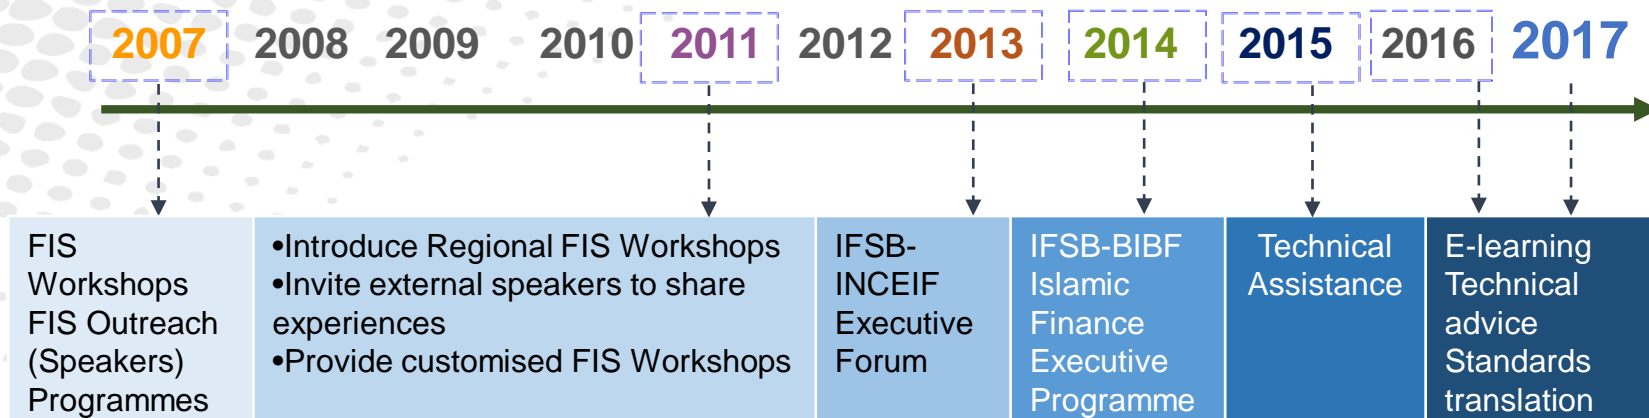 2007 2008 2009 2010 2011 2012 2013 2014 2015 2016 2017
FIS
Workshops
FIS Outreach
(Speakers)
Programmes
•Introduce Regional FIS Workshops
•Invite external speakers to share
experiences
•Provide customised FIS Workshops
IFSB-
INCEIF
Executive
Forum
IFSB-BIBF
Islamic
Finance
Executive
Programme
Technical
Assistance
E-learning
Technical
advice
Standards
translation